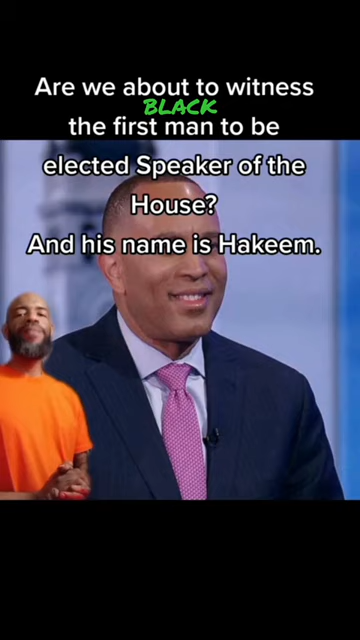 Are we about to witness
BLACK
the first man to be
elected Speaker of the
House?
And his name is Hakeem.